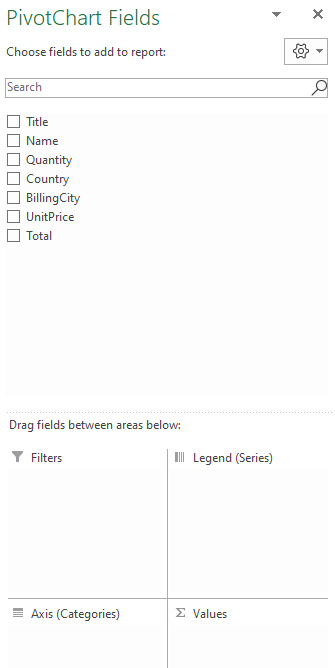 PivotChart Fields
Choose fields to add to report:
Search
Title
Name
Quantity
Country
BillingCity
UnitPrice
Total
Drag fields between areas below:
Filters
Legend (Series)
Axis (Categories)
Values